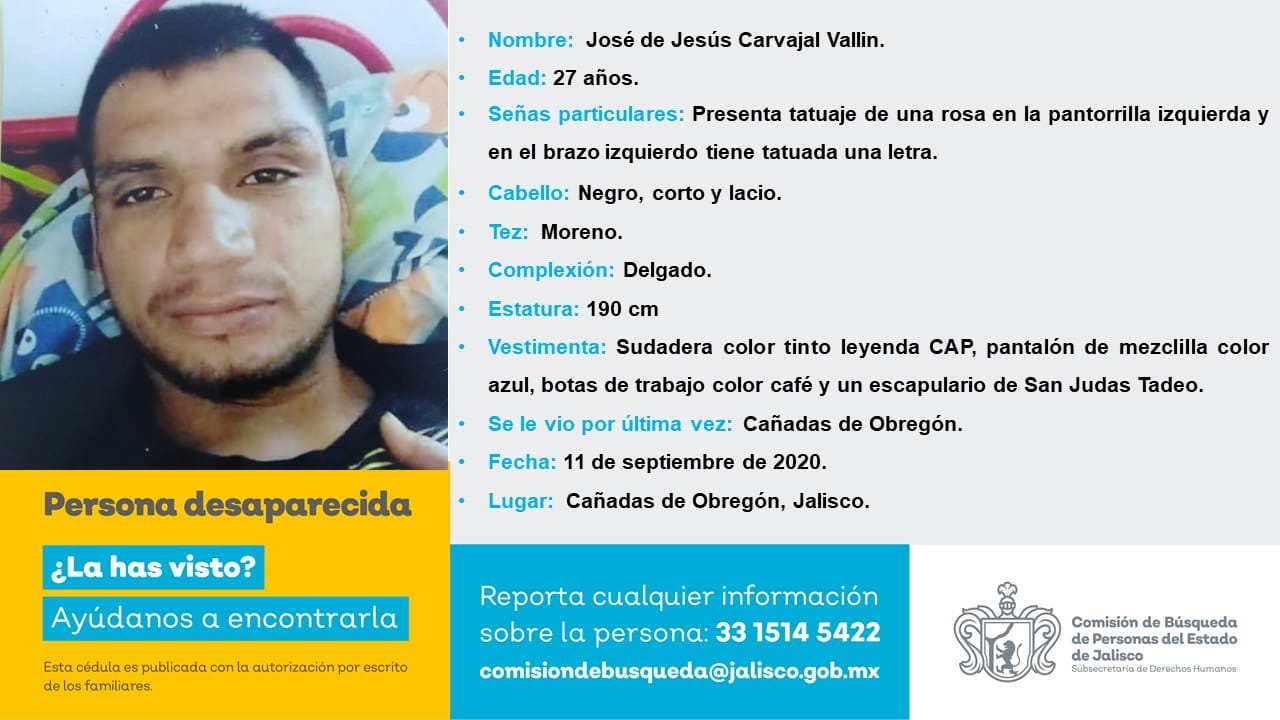 Nombre: José de Jesús Carvajal Vallin.
Edad: 27 años.
Señas particulares: Presenta tatuaje de una rosa en la pantorrilla izquierda y
en el brazo izquierdo tiene tatuada una letra.
Cabello: Negro, corto y lacio.
Tez: Moreno.
Complexión: Delgado.
Estatura: 190 cm
Vestimenta: Sudadera color tinto leyenda CAP, pantalón de mezclilla color
azul, botas de trabajo color café y un escapulario de San Judas Tadeo.
Se le vio por última vez: Cañadas de Obregón.
Fecha: 11 de septiembre de 2020.
Lugar: Cañadas de Obregón, Jalisco.
Persona desaparecida
¿La has visto?
Ayúdanos a encontrarla
Esta cédula es publicada con la autorización por escrito
de los familiares.
Reporta cualquier información
sobre la persona: 33 1514 5422
comisiondebusqueda@jalisco.gob.mx
Comisión de Búsqueda
de Personas del Estado
de Jalisco
Subsecretaría de Derechos Humanos